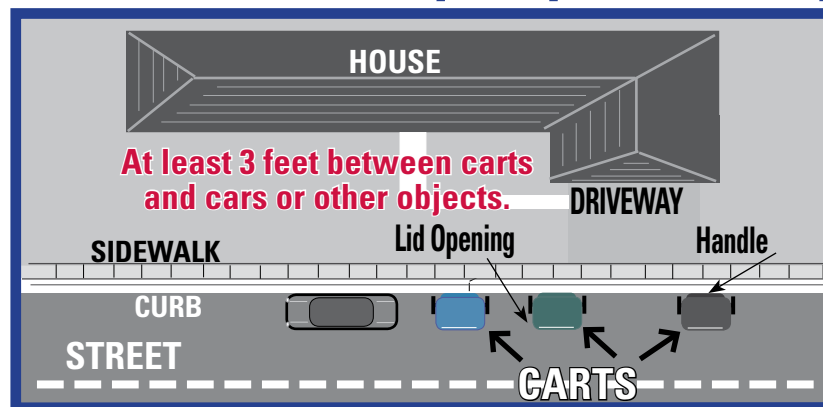 HOUSE
At least 3 feet between carts
and cars or other objects.
DRIVEWAY
Lid Opening
Handle
SIDEWALK
CURB
STREET
CARTS